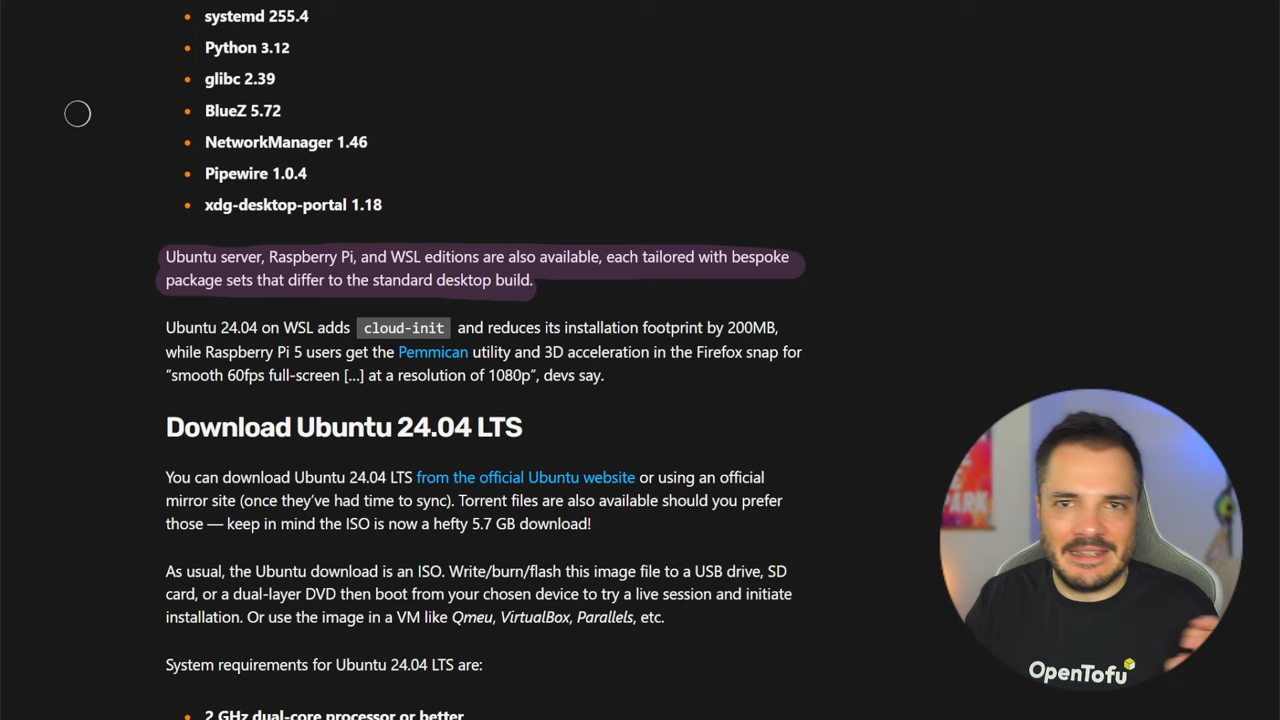 systemd 255.4
Python 3.12
glibc 2.39
BlueZ 5.72
NetworkManager 1.46
Pipewire 1.0.4
xdg-desktop-portal 1.18
Ubuntu server, Raspberry Pi, and WSL editions are also available, each tailored with bespoke
package sets that differ to the standard desktop build.
Ubuntu 24.04 on WSL adds cloud-init and reduces its installation footprint by 200MB,
while Raspberry Pi 5 users get the Pemmican utility and 3D acceleration in the Firefox snap for
“smooth 60fps full-screen […] at a resolution of 1080p”, devs say.
Download Ubuntu 24.04 LTS
You can download Ubuntu 24.04 LTS from the official Ubuntu website or using an official
mirror site (once they’ve had time to sync). Torrent files are also available should you prefer
those — keep in mind the ISO is now a hefty 5.7 GB download!
As usual, the Ubuntu download is an ISO. Write/burn/flash this image file to a USB drive, SD
card, or a dual-layer DVD then boot from your chosen device to try a live session and initiate
installation. Or use the image in a VM like Qmeu, VirtualBox, Parallels, etc.
System requirements for Ubuntu 24.04 LTS are:
2 GHz dual-core processor or better
PARK
OpenTofu